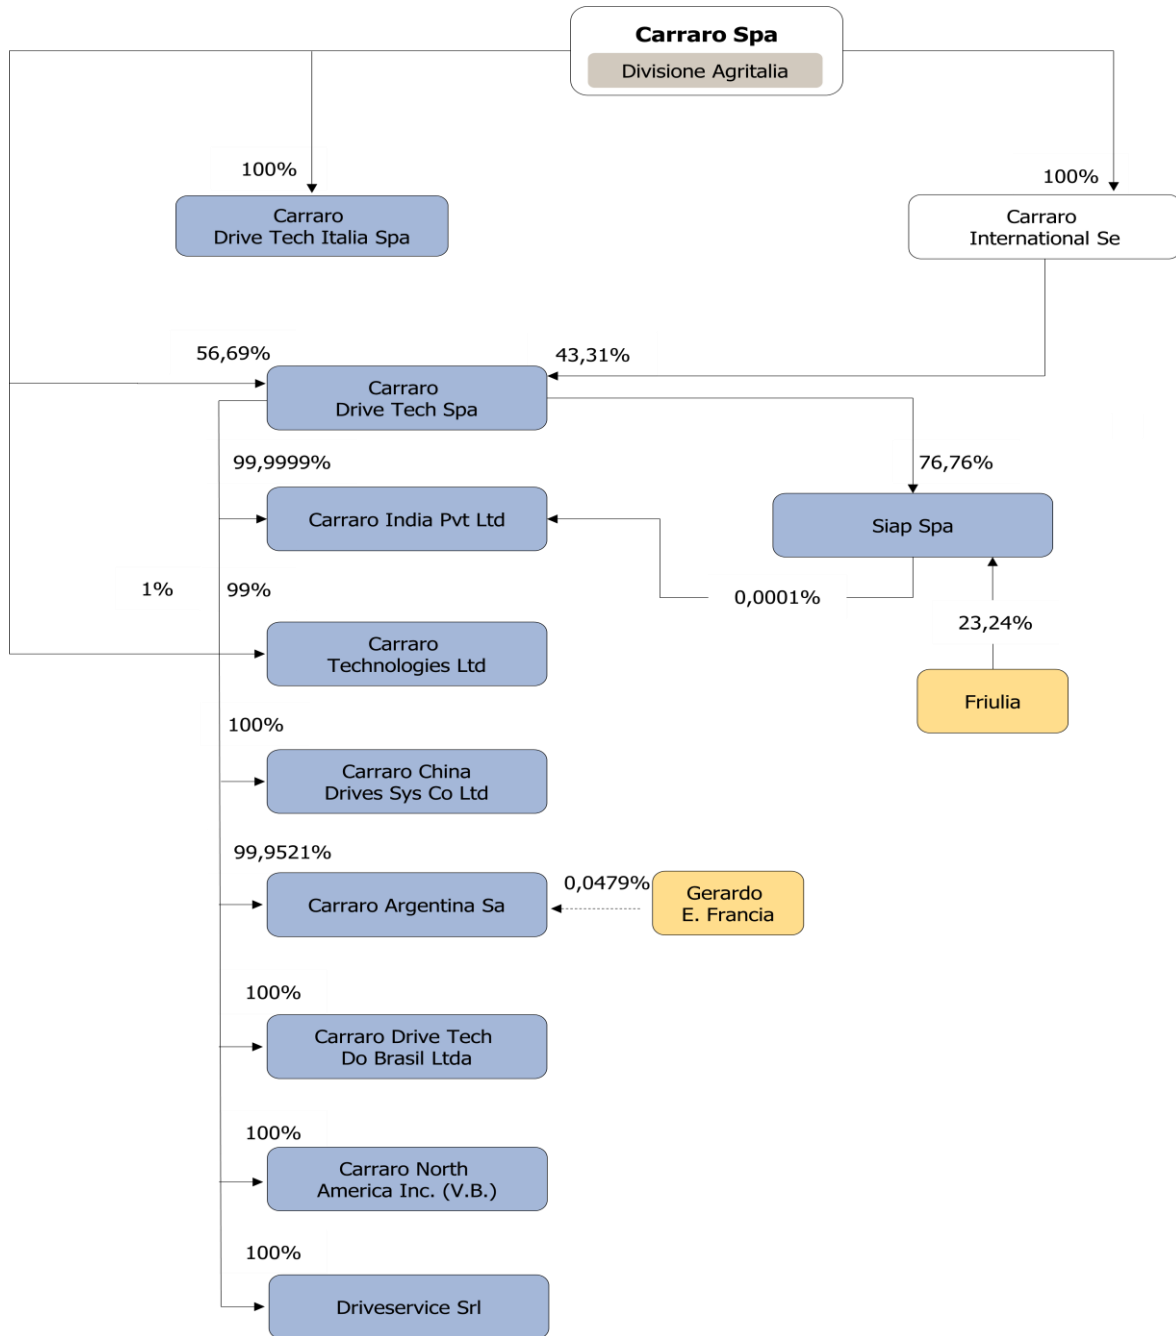 Carraro Spa
Divisione Agritalia
100%
100%
Carraro
Drive Tech Italia Spa
Carraro
International Se
56,69%
43,31%
Carraro
Drive Tech Spa
99,9999%
76,76%
Carraro India Pvt Ltd
Siap Spa
1%
99%
0,0001%
23,24%
Carraro
Technologies Ltd
Friulia
100%
Carraro China
Drives Sys Co Ltd
99,9521%
0,0479%
Carraro Argentina Sa
Gerardo
E. Francia
100%
Carraro Drive Tech
Do Brasil Ltda
100%
Carraro North
America Inc. (V.B.)
100%
Driveservice Srl